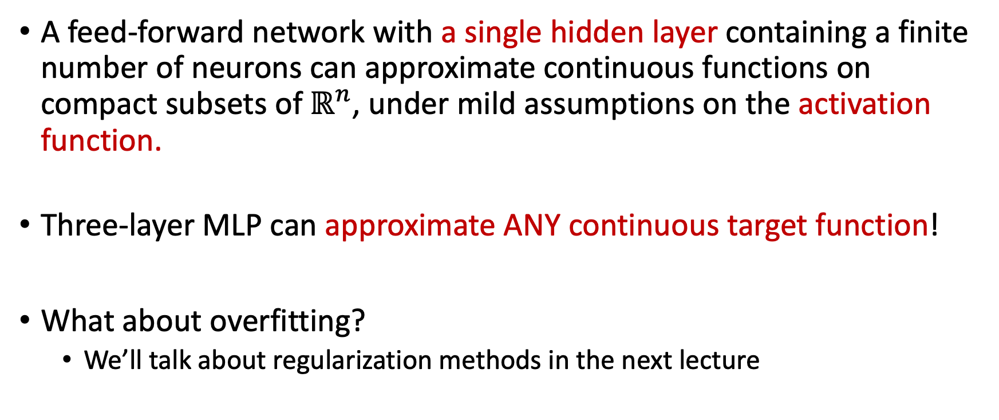 • A feed-forward network with a single hidden layer containing a finite
number of neurons can approximate continuous functions on
compact subsets of ℝⁿ, under mild assumptions on the activation
function.
• Three-layer MLP can approximate ANY continuous target function!
• What about overfitting?
• We’ll talk about regularization methods in the next lecture